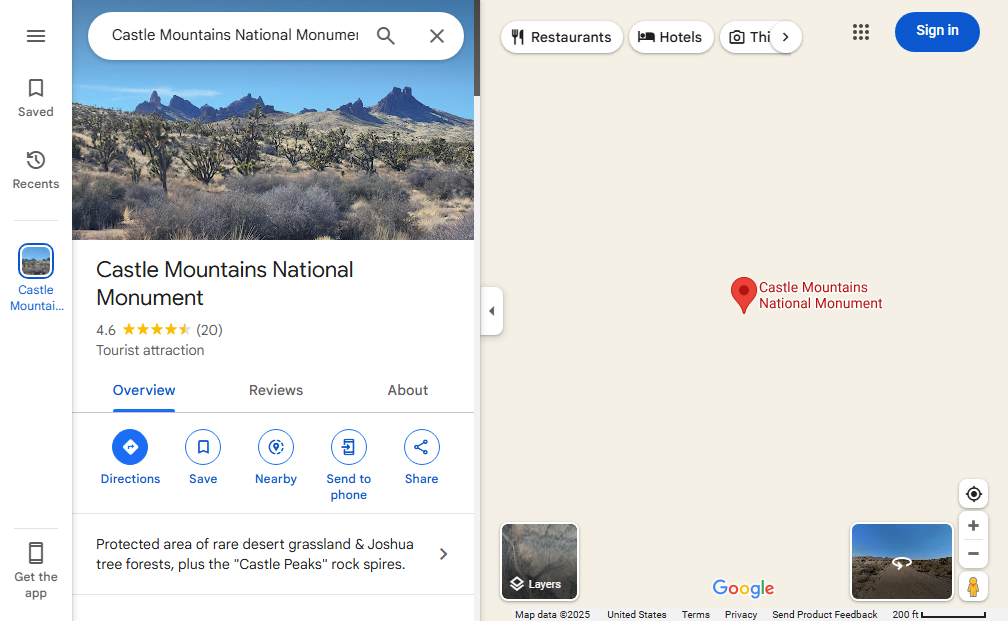 Castle Mountains National Monumer
Saved
Recents
Castle
Mountai...
Get the
app
Castle Mountains National
Monument
4.6 (20)
Tourist attraction
Overview Reviews About
Directions Save Nearby Send to
phone Share
Protected area of rare desert grassland & Joshua
tree forests, plus the "Castle Peaks" rock spires.
Restaurants Hotels Thi
Sign in
Castle Mountains
National Monument
Layers
Google
Map data ©2025 United States Terms Privacy Send Product Feedback 200 ft